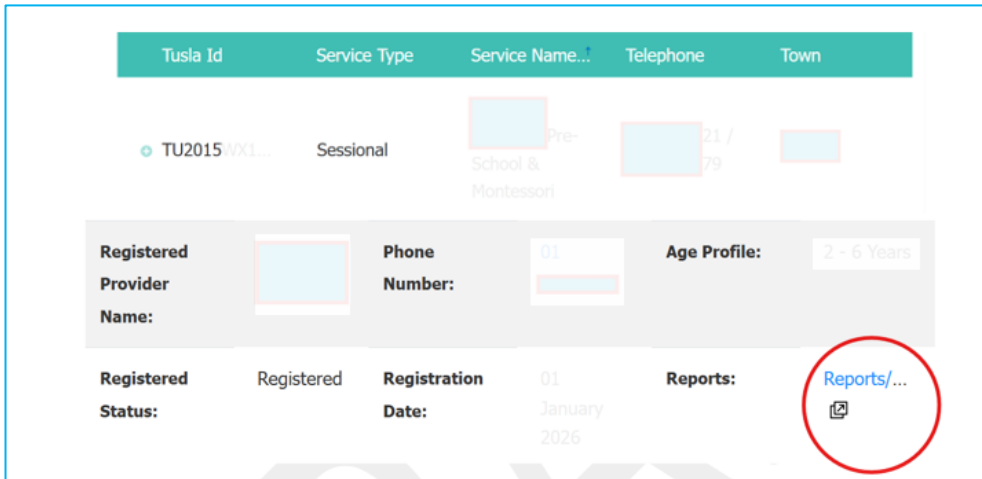 Tusla Id Service Type Service Name...↑ Telephone Town
Pre- 21 /
TU2015WX1... Sessional
School & 79
Montessori
Registered Phone 01 Age Profile: 2 - 6 Years
Provider Number:
Name:
Registered Registered Registration 01 Reports: Reports/...
Status: Date: January
2026